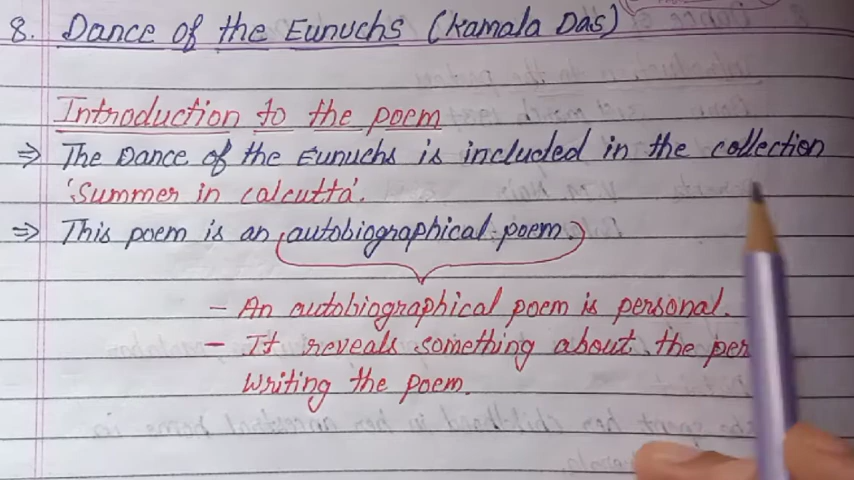 8. Dance of the Eunuchs (Kamala Das)
Introduction to the poem
⇒ The Dance of the Eunuchs is included in the collection
'Summer in calcutta'.
⇒ This poem is an autobiographical poem.
- An autobiographical poem is personal.
- It reveals something about the per
writing the poem.